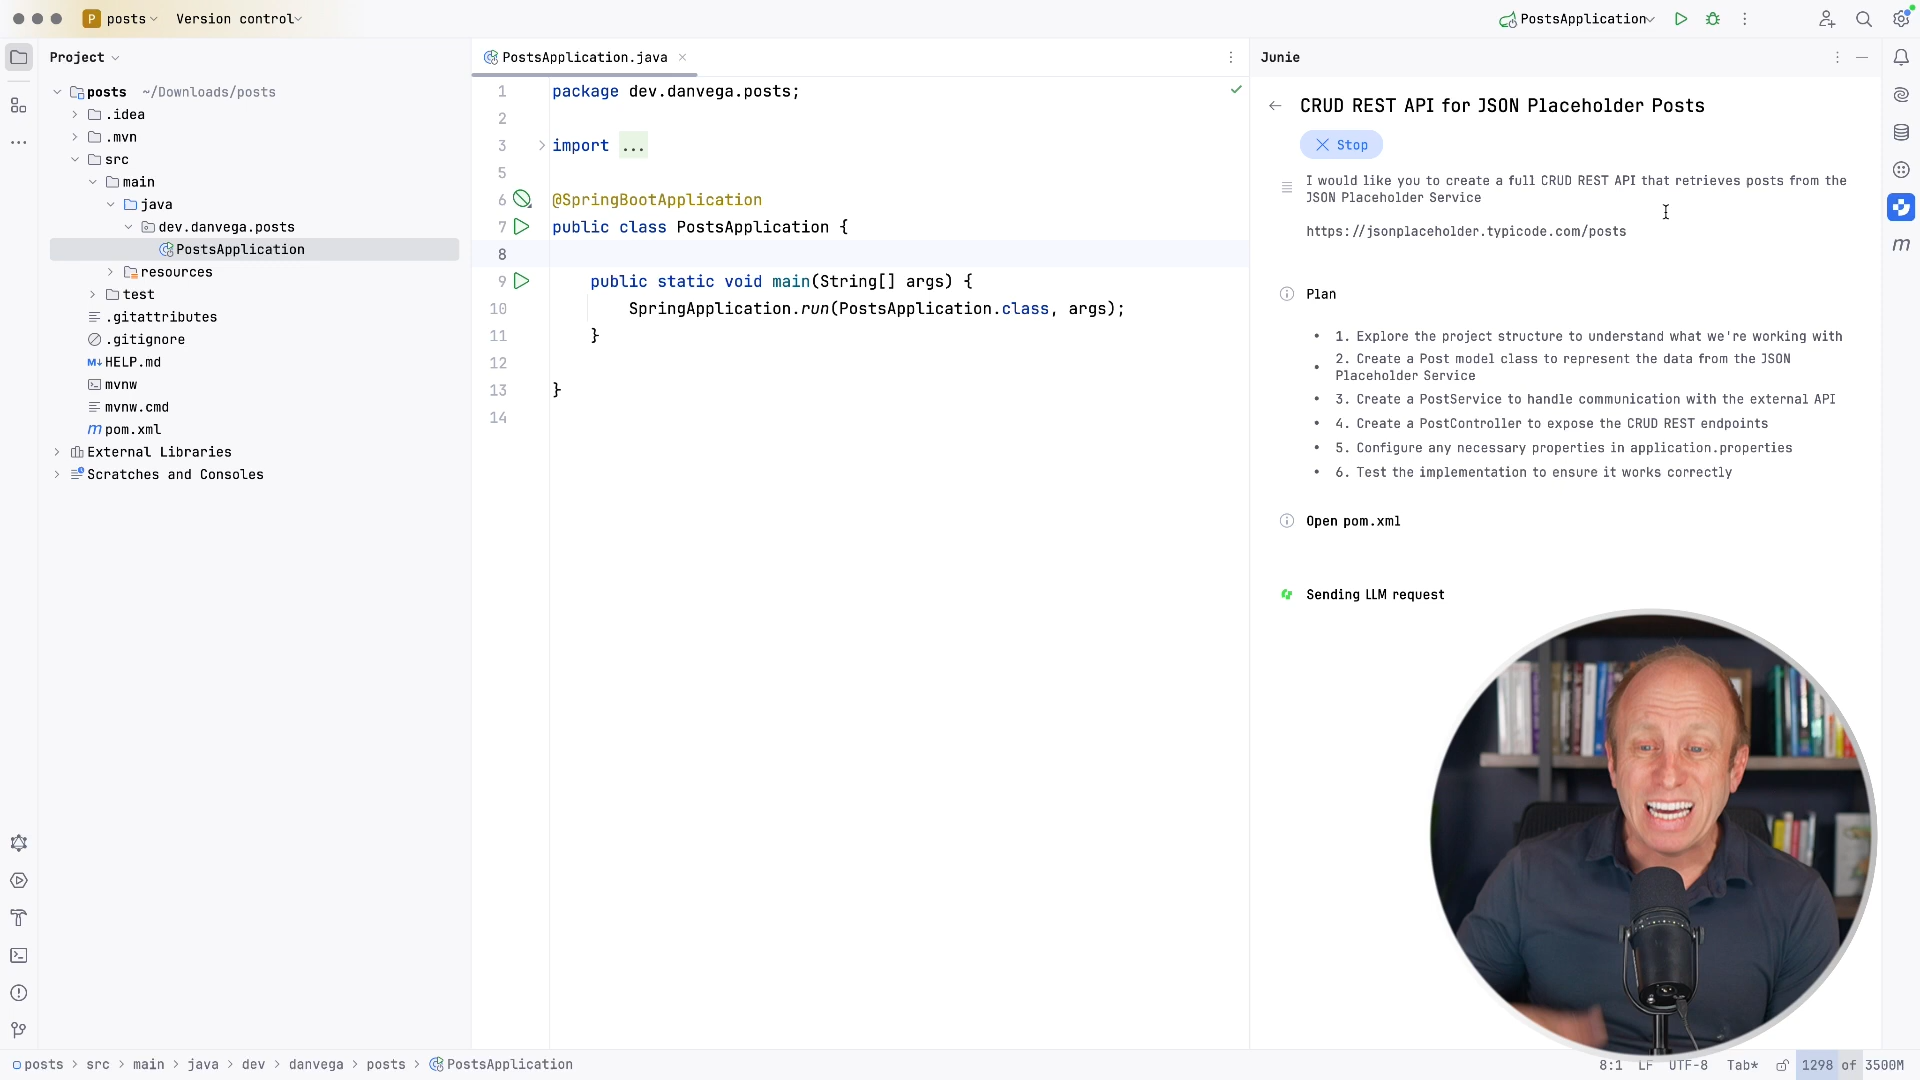 P posts Version control PostsApplication
Project
posts ~/Downloads/posts
.idea
.mvn
src
main
java
dev.danvega.posts
PostsApplication
resources
test
.gitattributes
.gitignore
M↓ HELP.md
mvnw
mvnw.cmd
m pom.xml
External Libraries
Scratches and Consoles
PostsApplication.java
1 package dev.danvega.posts;
2
3 import ...
5
6 @SpringBootApplication
7 public class PostsApplication {
8
9 public static void main(String[] args) {
10 SpringApplication.run(PostsApplication.class, args);
11 }
12
13 }
14
Junie
CRUD REST API for JSON Placeholder Posts
Stop
I would like you to create a full CRUD REST API that retrieves posts from the
JSON Placeholder Service
https://jsonplaceholder.typicode.com/posts
Plan
• 1. Explore the project structure to understand what we're working with
• 2. Create a Post model class to represent the data from the JSON
Placeholder Service
• 3. Create a PostService to handle communication with the external API
• 4. Create a PostController to expose the CRUD REST endpoints
• 5. Configure any necessary properties in application.properties
• 6. Test the implementation to ensure it works correctly
Open pom.xml
Sending LLM request
m
posts > src > main > java > dev > danvega > posts > PostsApplication
8:1 LF UTF-8 Tab* 1298 of 3500M